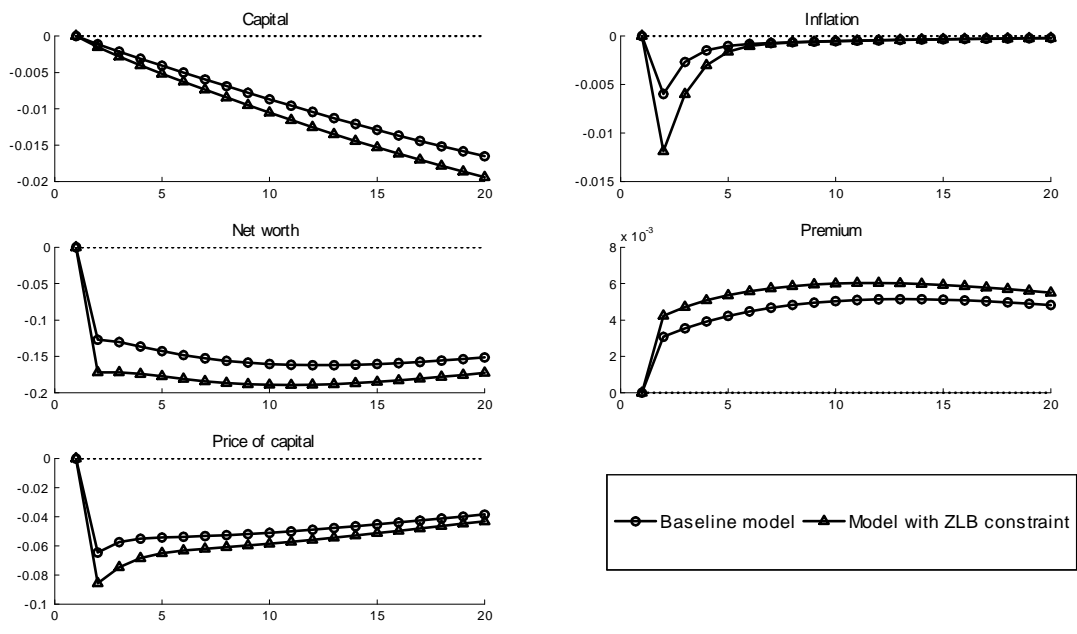 Capital
0
-0.005
-0.01
-0.015
-0.02
0 5 10 15 20
Inflation
0
-0.005
-0.01
-0.015
0 5 10 15 20
Net worth
0
-0.05
-0.1
-0.15
-0.2
0 5 10 15 20
Premium
x 10^-3
8
6
4
2
0
0 5 10 15 20
Price of capital
0
-0.02
-0.04
-0.06
-0.08
-0.1
0 5 10 15 20
Baseline model Model with ZLB constraint